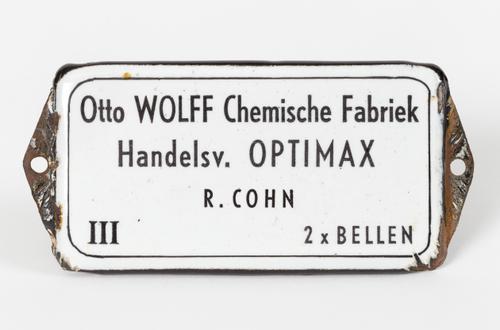 Otto WOLFF Chemische Fabriek
Handelsv. OPTIMAX
R. COHN
III 2 x BELLEN